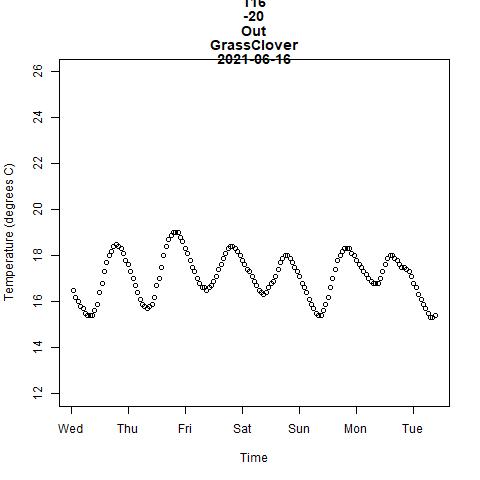 T16
-20
Out
GrassClover
2021-06-16
26
24
22
20
18
16
14
12
Temperature (degrees C)
Wed Thu Fri Sat Sun Mon Tue
Time